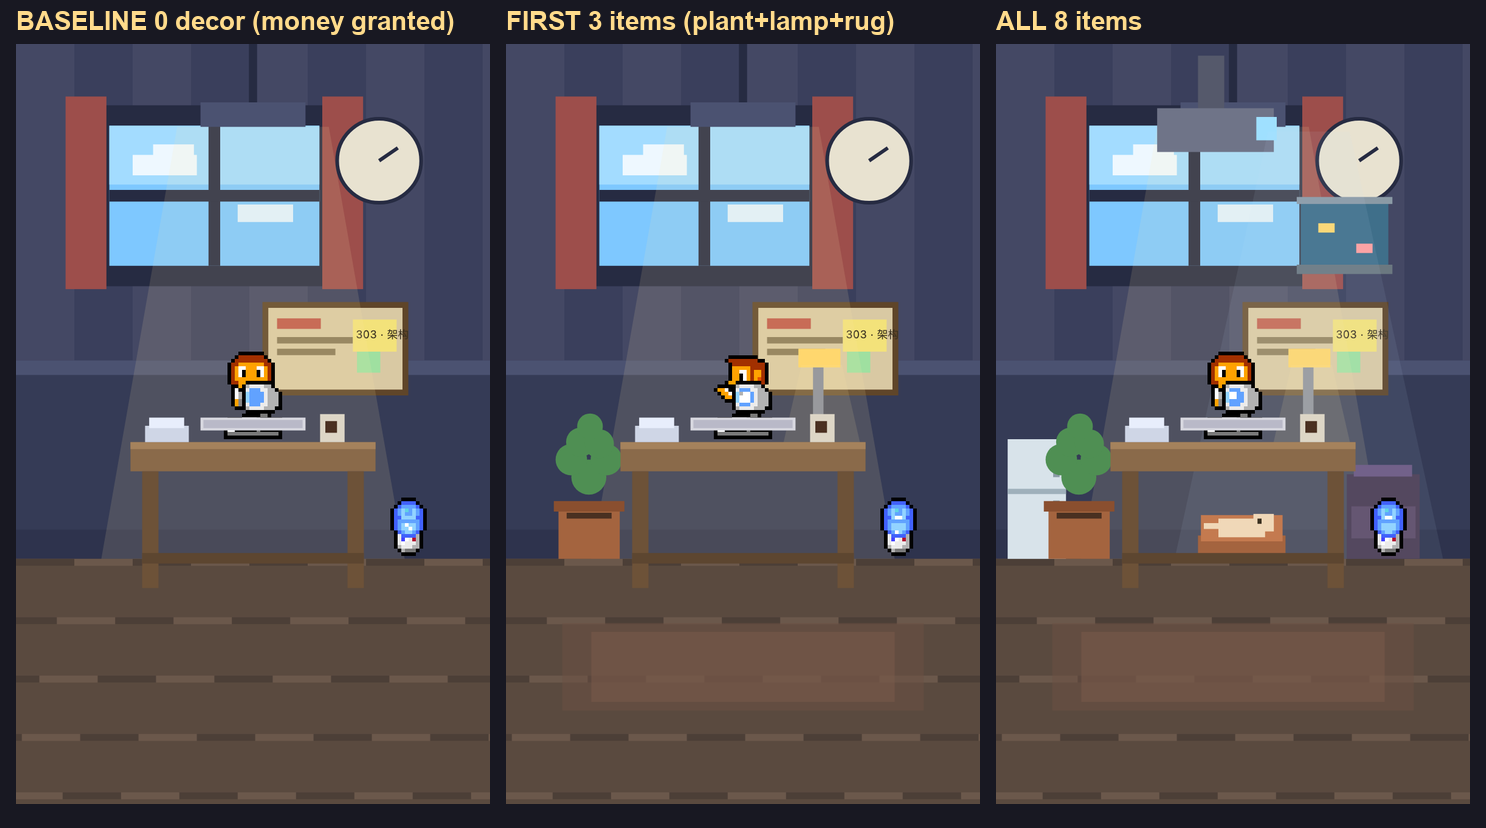 BASELINE 0 decor (money granted)
FIRST 3 items (plant+lamp+rug)
ALL 8 items
303 · 架构
303 · 架构
303 · 架构